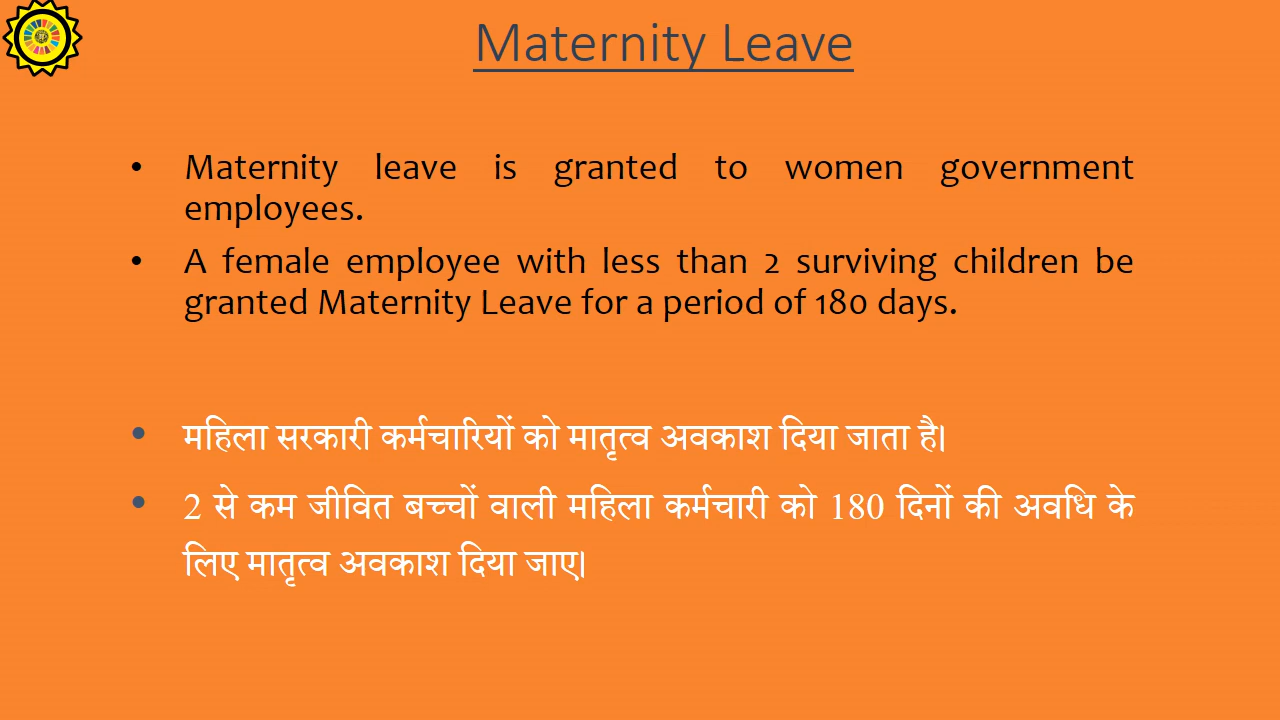 Maternity Leave
• Maternity leave is granted to women government
employees.
• A female employee with less than 2 surviving children be
granted Maternity Leave for a period of 180 days.
• महिला सरकारी कर्मचारियों को मातृत्व अवकाश दिया जाता है।
• 2 से कम जीवित बच्चों वाली महिला कर्मचारी को 180 दिनों की अवधि के
लिए मातृत्व अवकाश दिया जाए।